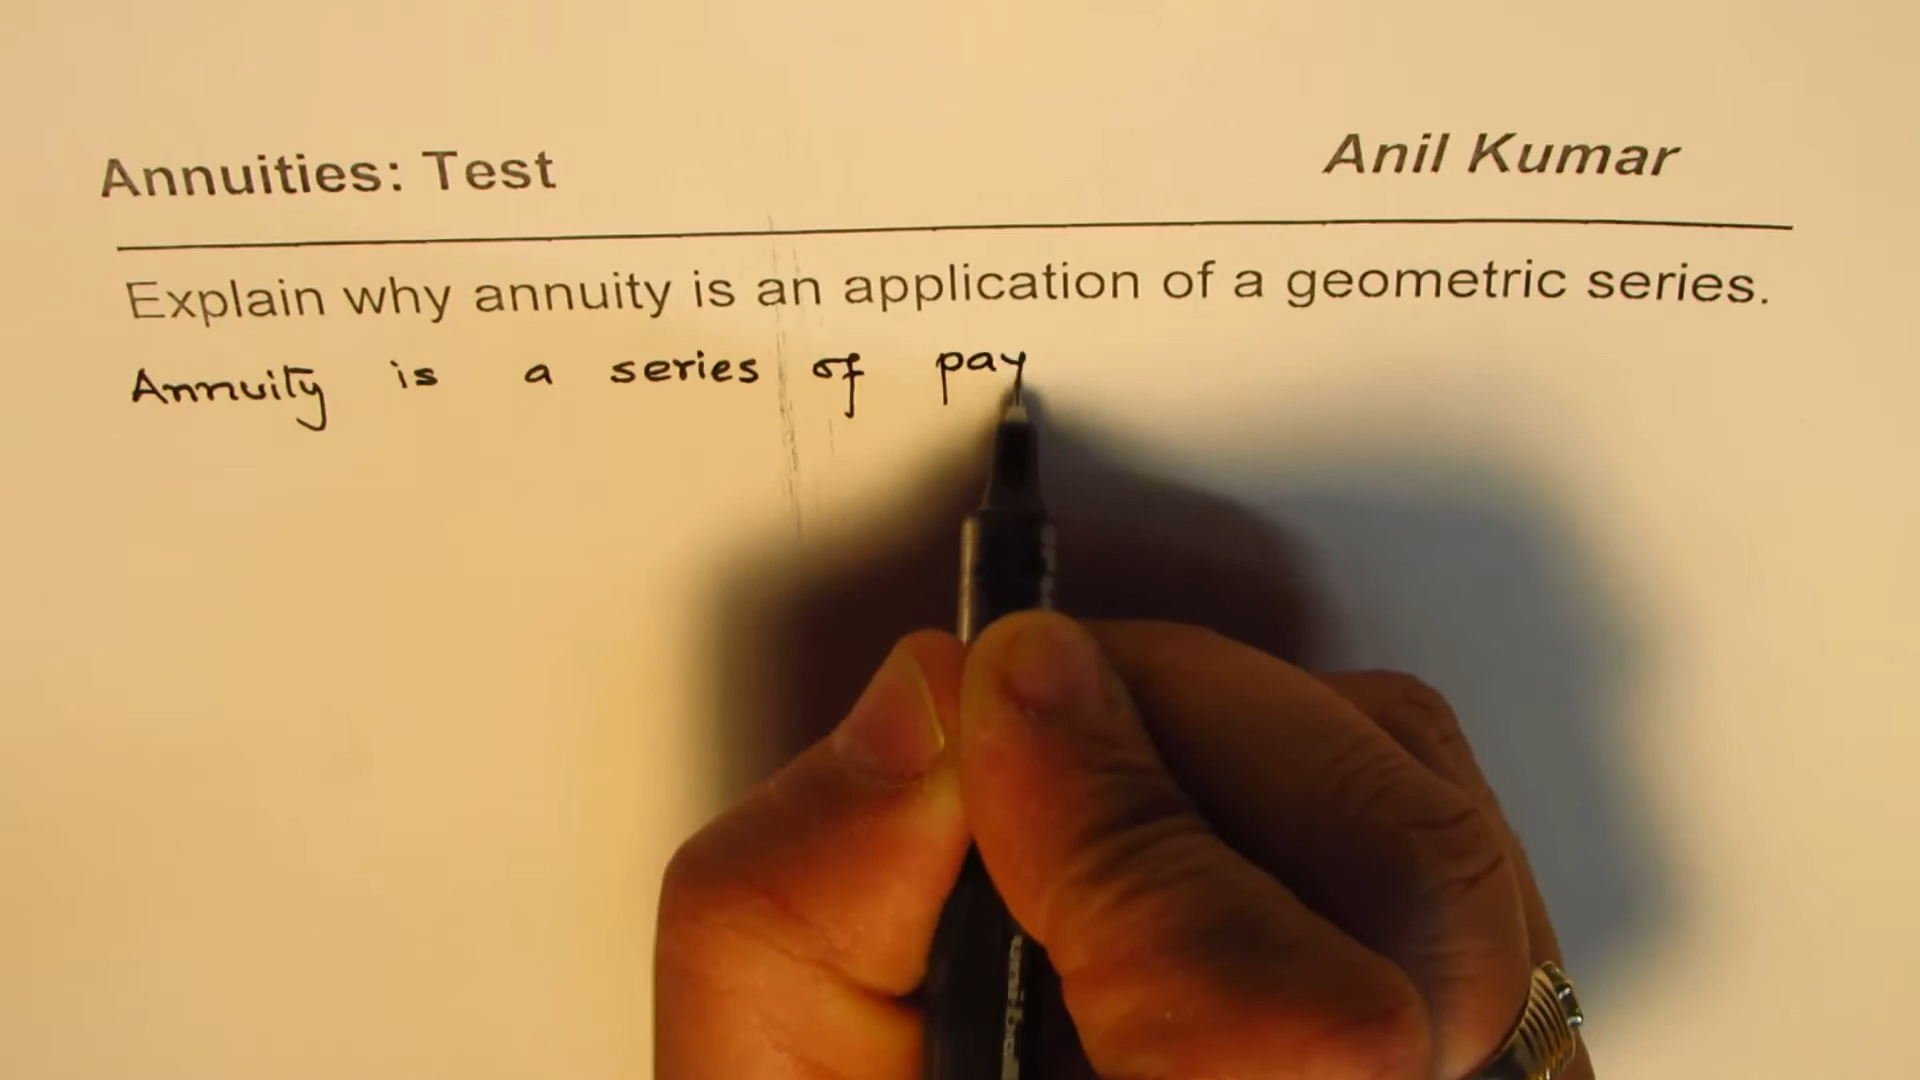 Annuities: Test Anil Kumar
Explain why annuity is an application of a geometric series.
Annuity is a series of pay